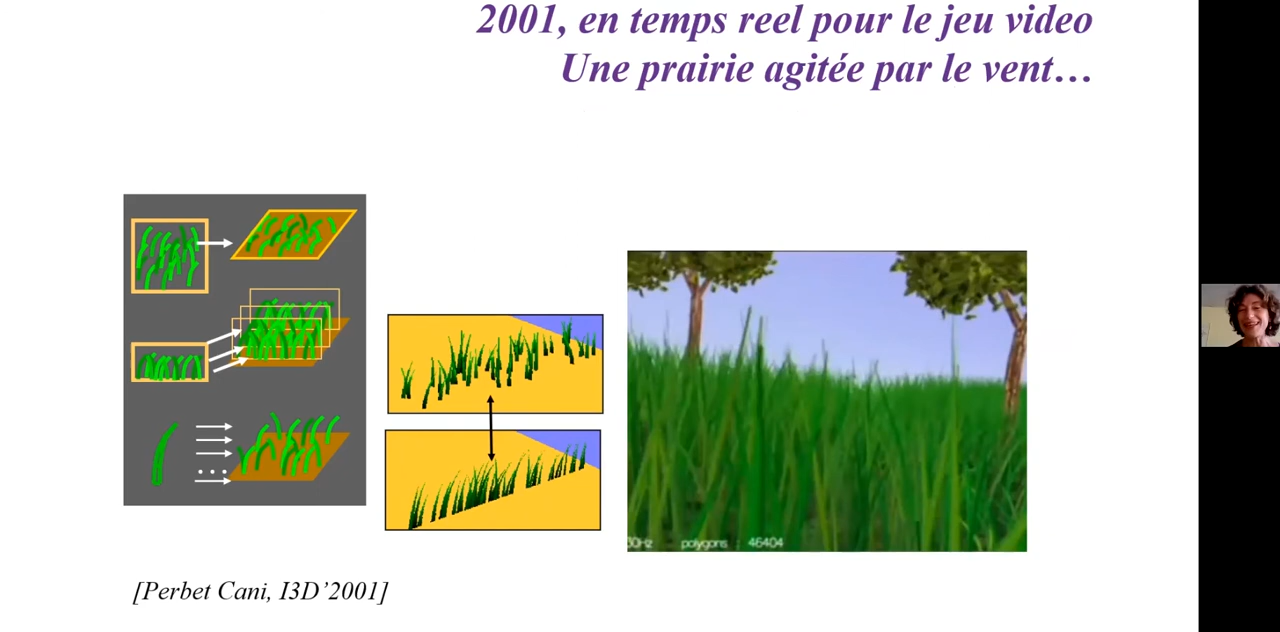 2001, en temps reel pour le jeu video
Une prairie agitée par le vent...
polygons : 46404
[Perbet Cani, I3D'2001]